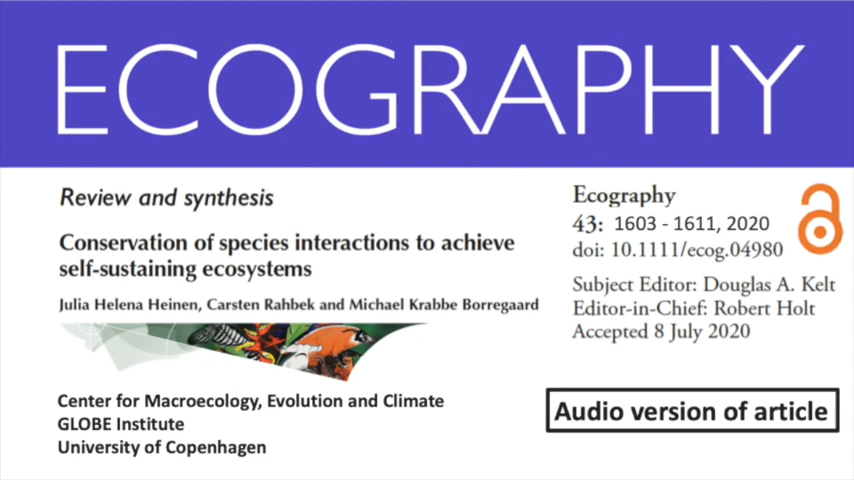 ECOGRAPHY
Review and synthesis
Conservation of species interactions to achieve
self-sustaining ecosystems
Julia Helena Heinen, Carsten Rahbek and Michael Krabbe Borregaard
Center for Macroecology, Evolution and Climate
GLOBE Institute
University of Copenhagen
Ecography
43: 1603 - 1611, 2020
doi: 10.1111/ecog.04980
Subject Editor: Douglas A. Kelt
Editor-in-Chief: Robert Holt
Accepted 8 July 2020
Audio version of article